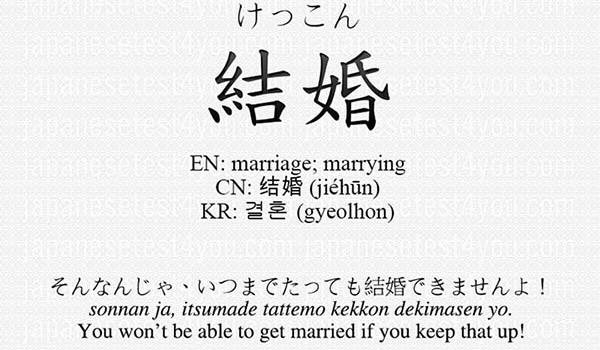 けっこん
結婚
EN: marriage; marrying
CN: 结婚 (jiéhūn)
KR: 결혼 (gyeolhon)
そんなんじゃ、いつまでたっても結婚できませんよ！
sonnan ja, itsumade tattemo kekkon dekimasen yo.
You won't be able to get married if you keep that up!